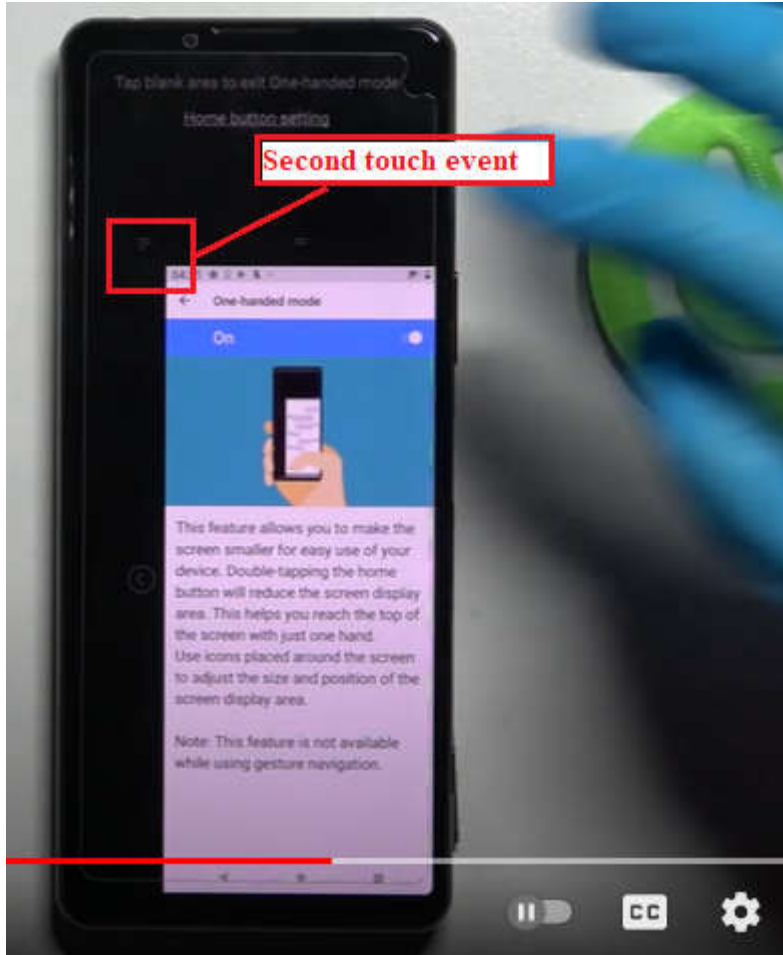 Tap blank area to exit One-handed mode
Home button setting
Second touch event
One-handed mode
On
This feature allows you to make the
screen smaller for easy use of your
device. Double-tapping the home
button will reduce the screen display
area. This helps you reach the top of
the screen with just one hand.
Use icons placed around the screen
to adjust the size and position of the
screen display area.
Note: This feature is not available
while using gesture navigation.
CC